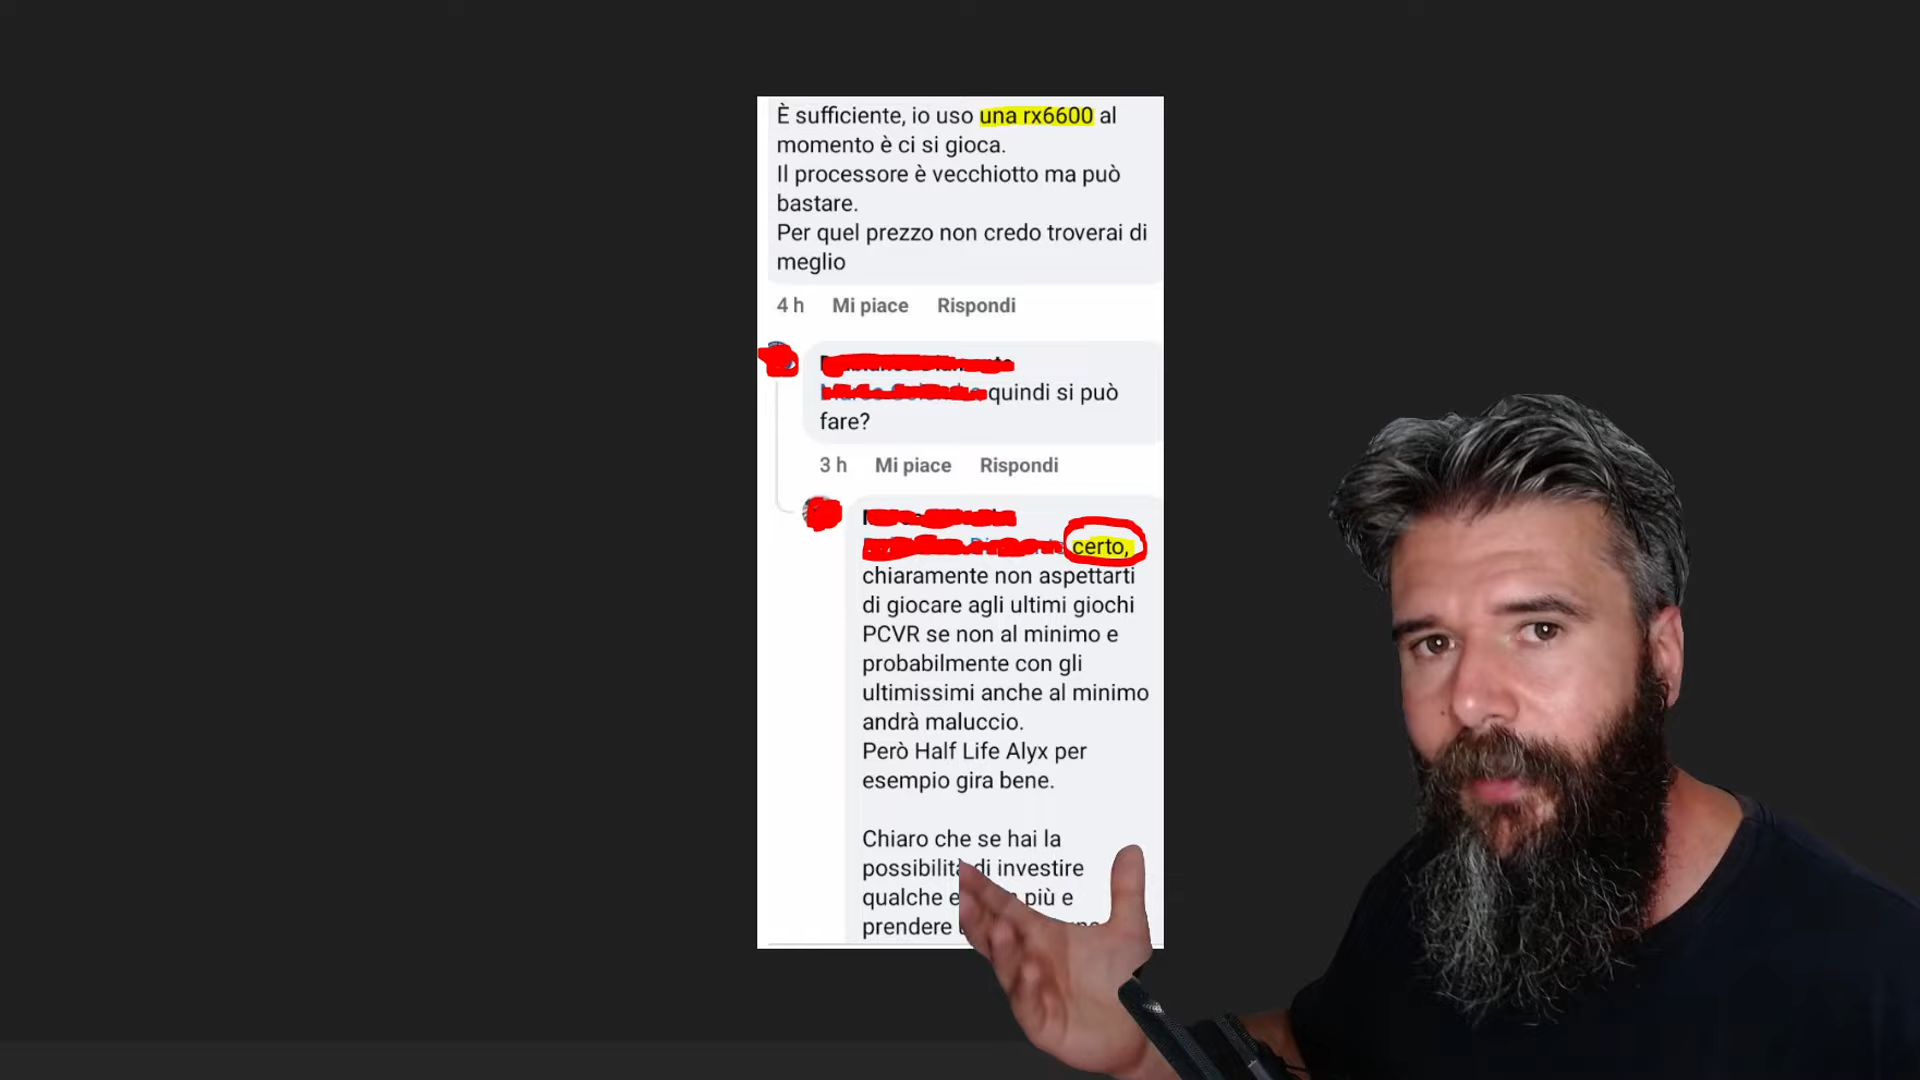 È sufficiente, io uso una rx6600 al
momento è ci si gioca.
Il processore è vecchiotto ma può
bastare.
Per quel prezzo non credo troverai di
meglio
4 h Mi piace Rispondi
quindi si può
fare?
3 h Mi piace Rispondi
certo,
chiaramente non aspettarti
di giocare agli ultimi giochi
PCVR se non al minimo e
probabilmente con gli
ultimissimi anche al minimo
andrà maluccio.
Però Half Life Alyx per
esempio gira bene.
Chiaro che se hai la
possibilità di investire
qualche più e
prendere